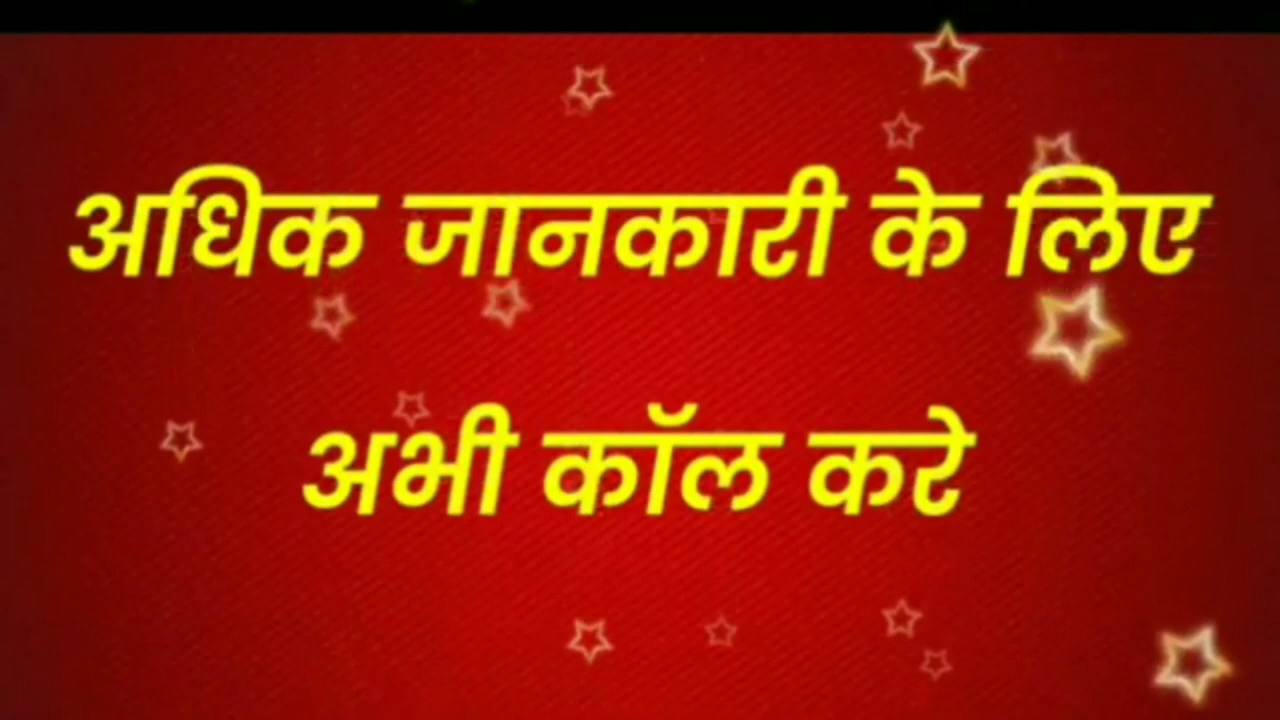 अधिक जानकारी के लिए
अभी कॉल करे